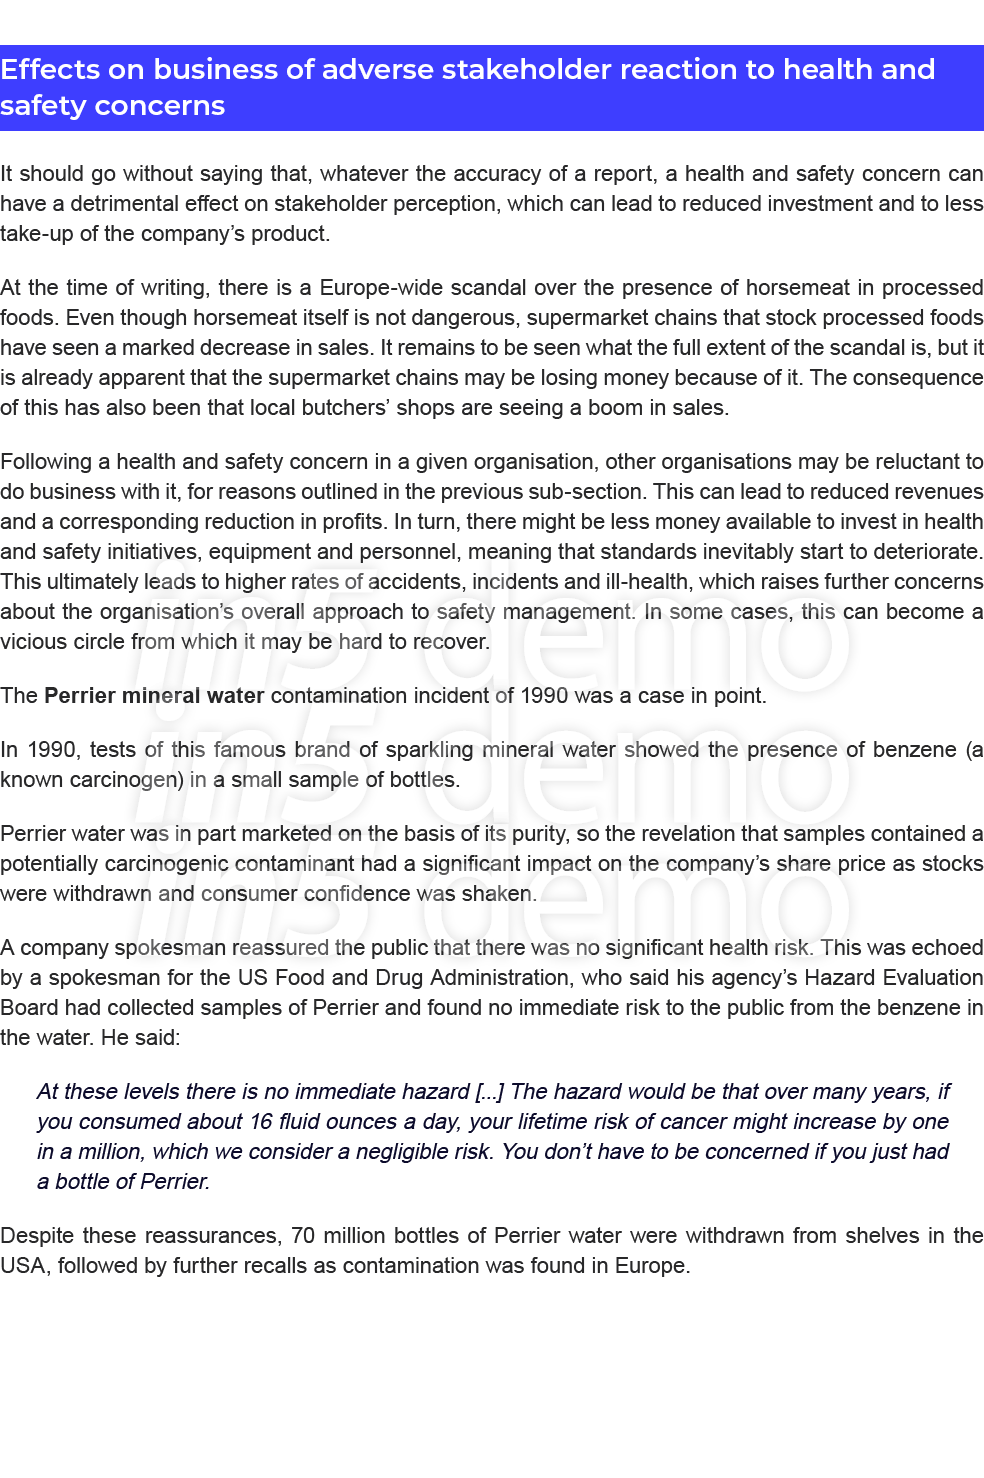 Effects on business of adverse stakeholder reaction to health and
safety concerns
It should go without saying that, whatever the accuracy of a report, a health and safety concern can
have a detrimental effect on stakeholder perception, which can lead to reduced investment and to less
take-up of the company’s product.
At the time of writing, there is a Europe-wide scandal over the presence of horsemeat in processed
foods. Even though horsemeat itself is not dangerous, supermarket chains that stock processed foods
have seen a marked decrease in sales. It remains to be seen what the full extent of the scandal is, but it
is already apparent that the supermarket chains may be losing money because of it. The consequence
of this has also been that local butchers’ shops are seeing a boom in sales.
Following a health and safety concern in a given organisation, other organisations may be reluctant to
do business with it, for reasons outlined in the previous sub-section. This can lead to reduced revenues
and a corresponding reduction in profits. In turn, there might be less money available to invest in health
and safety initiatives, equipment and personnel, meaning that standards inevitably start to deteriorate.
This ultimately leads to higher rates of accidents, incidents and ill-health, which raises further concerns
about the organisation’s overall approach to safety management. In some cases, this can become a
vicious circle from which it may be hard to recover.
The Perrier mineral water contamination incident of 1990 was a case in point.
In 1990, tests of this famous brand of sparkling mineral water showed the presence of benzene (a
known carcinogen) in a small sample of bottles.
Perrier water was in part marketed on the basis of its purity, so the revelation that samples contained a
potentially carcinogenic contaminant had a significant impact on the company’s share price as stocks
were withdrawn and consumer confidence was shaken.
A company spokesman reassured the public that there was no significant health risk. This was echoed
by a spokesman for the US Food and Drug Administration, who said his agency’s Hazard Evaluation
Board had collected samples of Perrier and found no immediate risk to the public from the benzene in
the water. He said:
At these levels there is no immediate hazard [...] The hazard would be that over many years, if
you consumed about 16 fluid ounces a day, your lifetime risk of cancer might increase by one
in a million, which we consider a negligible risk. You don’t have to be concerned if you just had
a bottle of Perrier.
Despite these reassurances, 70 million bottles of Perrier water were withdrawn from shelves in the
USA, followed by further recalls as contamination was found in Europe.
in5 demo
in5 demo
in5 demo